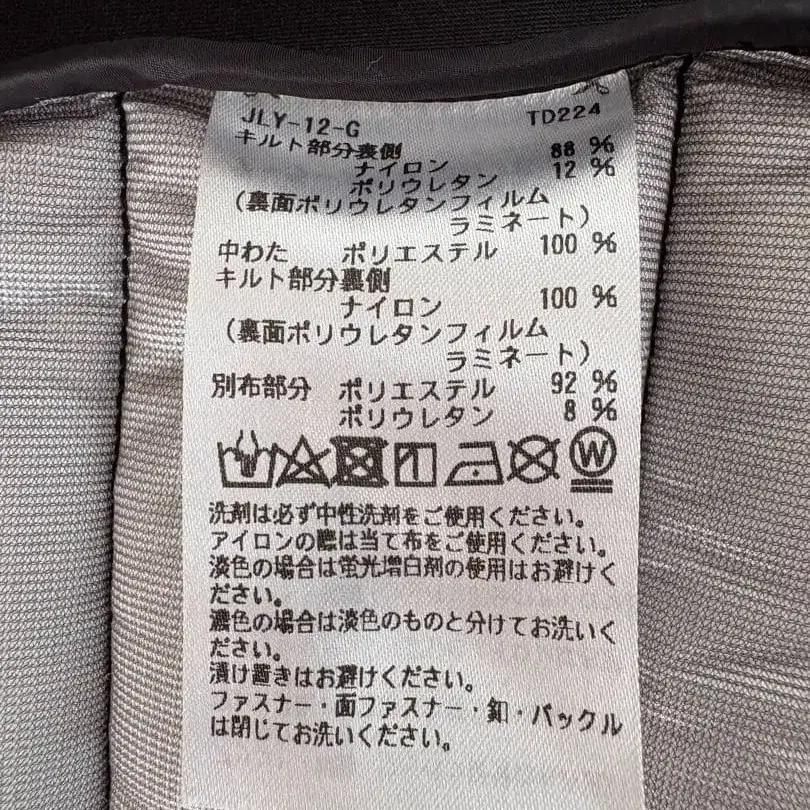 JLY-12-G TD224
キルト部分裏側
ナイロン 88 %
ポリウレタン 12 %
(裏面ポリウレタンフィルム
ラミネート)
中わた ポリエステル 100 %
キルト部分裏側
ナイロン 100 %
(裏面ポリウレタンフィルム
ラミネート)
別布部分 ポリエステル 92 %
ポリウレタン 8 %
W
洗剤は必ず中性洗剤をご使用ください。
アイロンの際は当て布をご使用ください。
淡色の場合は蛍光増白剤の使用はお避けく
ださい。
濃色の場合は淡色のものと分けてお洗いく
ださい。
漬け置きはお避けください。
ファスナー・面ファスナー・釦・バックル
は閉じてお洗いください。